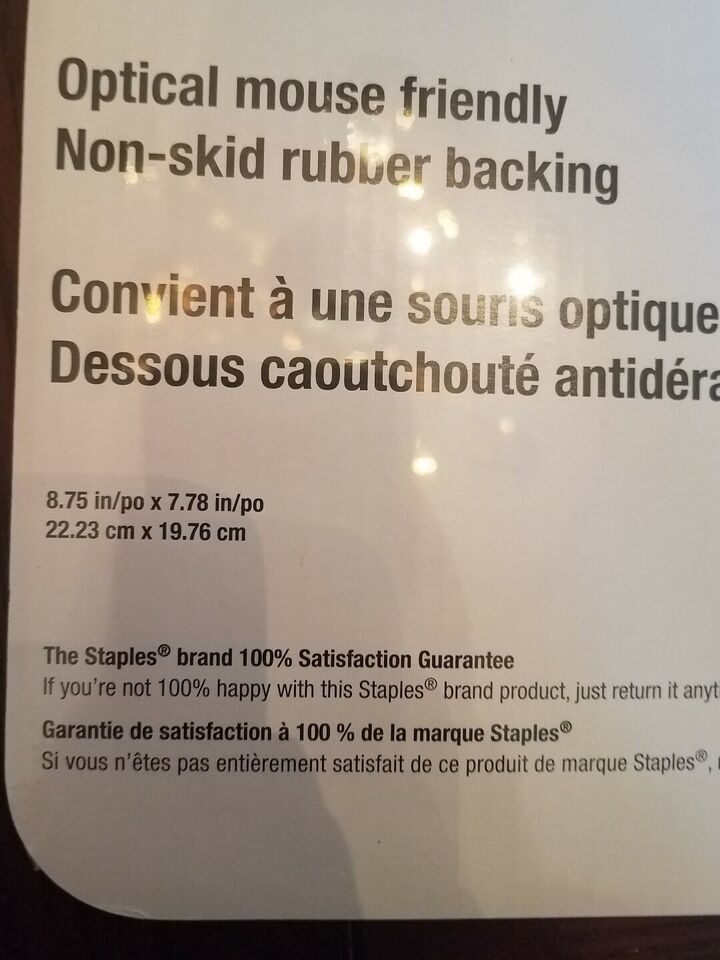 Optical mouse friendly
Non-skid rubber backing
Convient à une souris optique
Dessous caoutchouté antidéra
8.75 in/po x 7.78 in/po
22.23 cm x 19.76 cm
The Staples® brand 100% Satisfaction Guarantee
If you're not 100% happy with this Staples® brand product, just return it anyt
Garantie de satisfaction à 100 % de la marque Staples®
Si vous n'êtes pas entièrement satisfait de ce produit de marque Staples®,